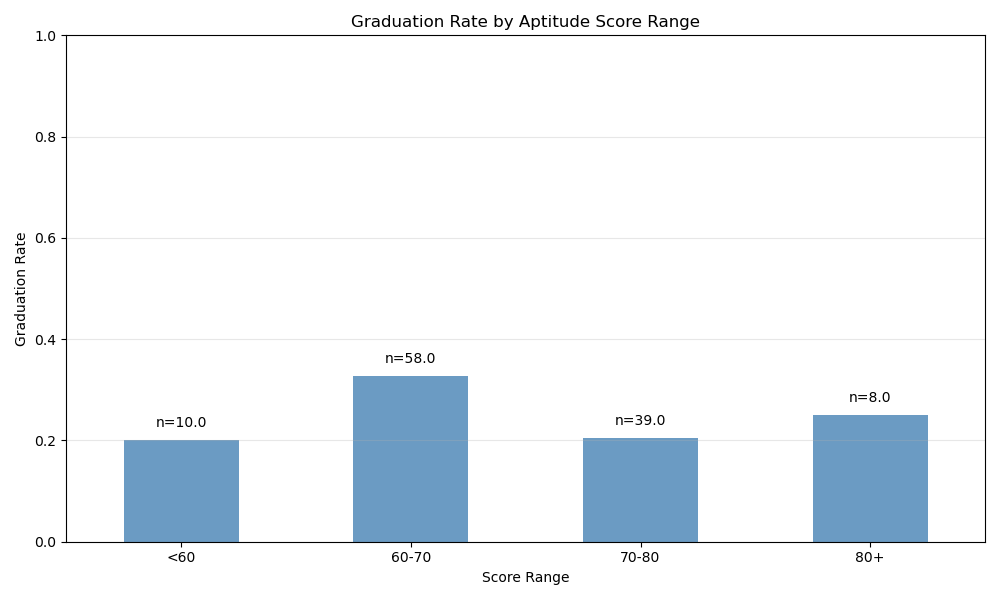 Graduation Rate by Aptitude Score Range
1.0
0.8
0.6
0.4
0.2
0.0
Graduation Rate
n=10.0
n=58.0
n=39.0
n=8.0
<60
60-70
70-80
80+
Score Range